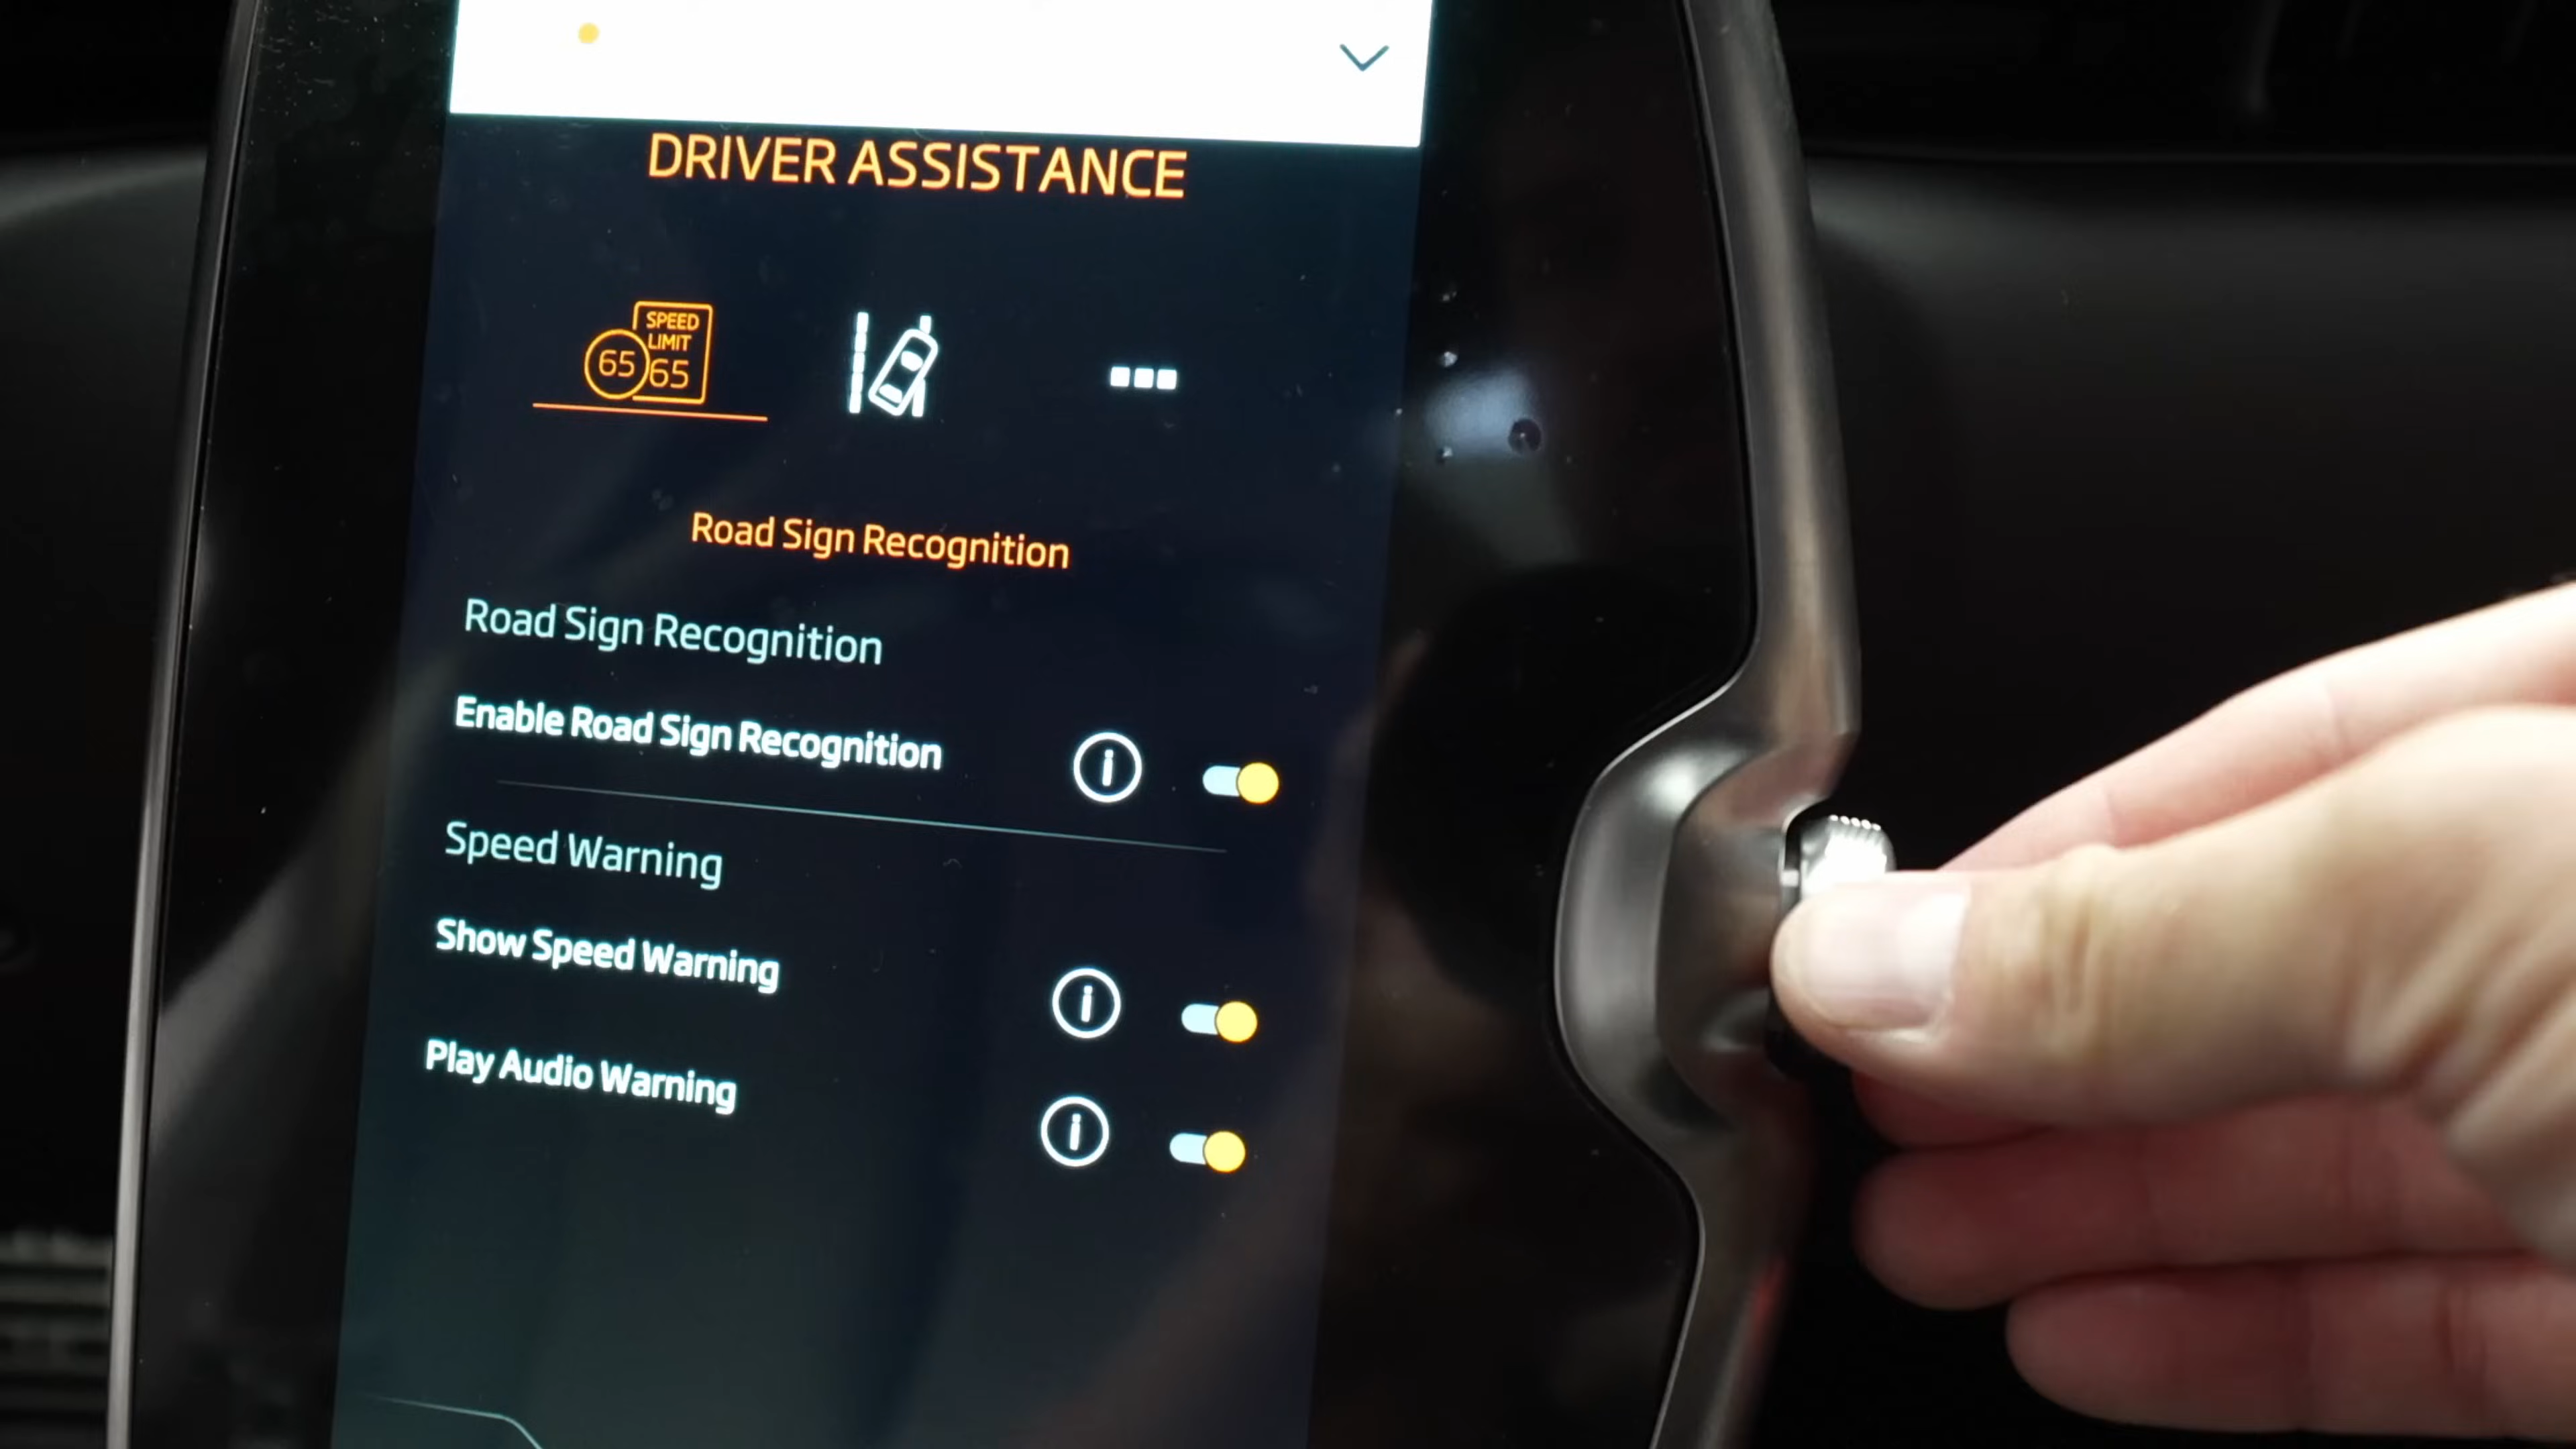 DRIVER ASSISTANCE
SPEED
LIMIT
65 65
Road Sign Recognition
Road Sign Recognition
Enable Road Sign Recognition
Speed Warning
Show Speed Warning
Play Audio Warning